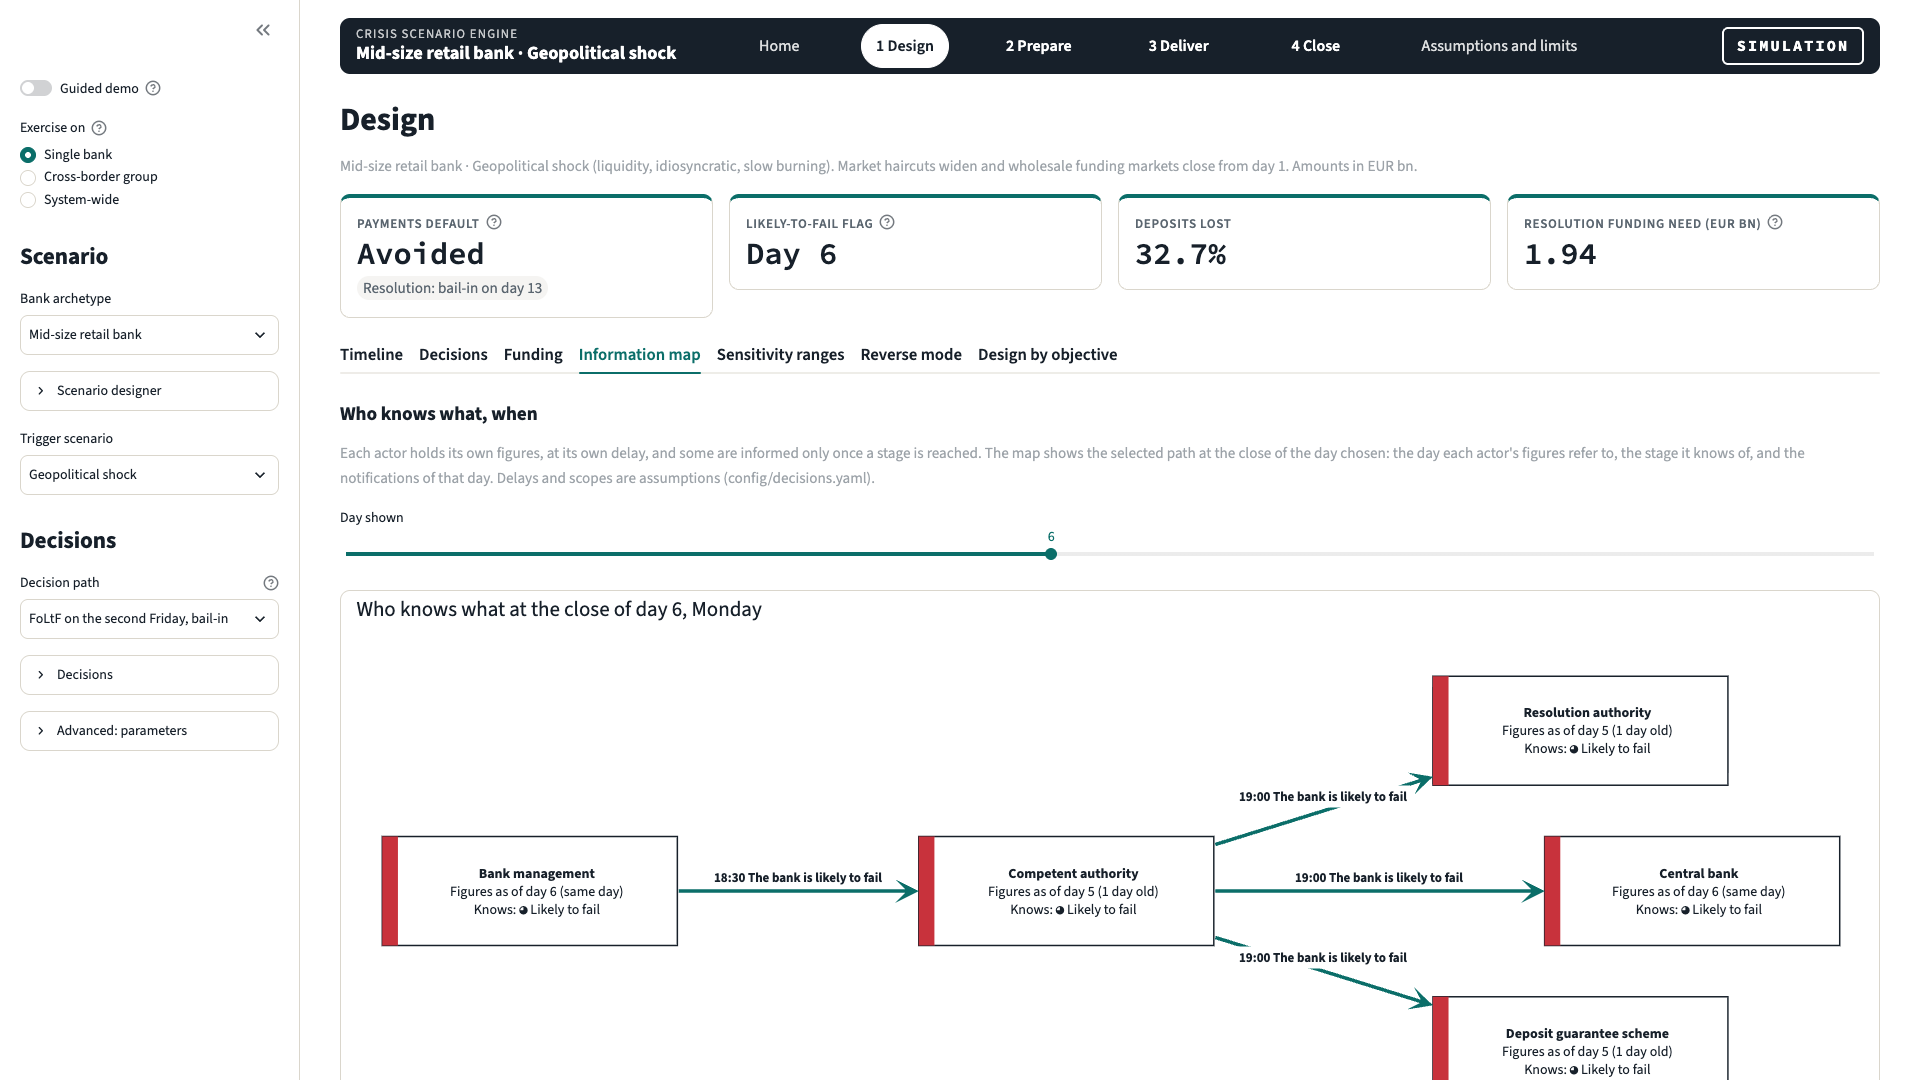 Guided demo
Exercise on
Single bank
Cross-border group
System-wide
Scenario
Bank archetype
Mid-size retail bank
Scenario designer
Trigger scenario
Geopolitical shock
Decisions
Decision path
FoLtF on the second Friday, bail-in
Decisions
Advanced: parameters
CRISIS SCENARIO ENGINE
Mid-size retail bank · Geopolitical shock
Home
1 Design
2 Prepare
3 Deliver
4 Close
Assumptions and limits
SIMULATION
Design
Mid-size retail bank · Geopolitical shock (liquidity, idiosyncratic, slow burning). Market haircuts widen and wholesale funding markets close from day 1. Amounts in EUR bn.
PAYMENTS DEFAULT
Avoided
Resolution: bail-in on day 13
LIKELY-TO-FAIL FLAG
Day 6
DEPOSITS LOST
32.7%
RESOLUTION FUNDING NEED (EUR BN)
1.94
Timeline
Decisions
Funding
Information map
Sensitivity ranges
Reverse mode
Design by objective
Who knows what, when
Each actor holds its own figures, at its own delay, and some are informed only once a stage is reached. The map shows the selected path at the close of the day chosen: the day each actor's figures refer to, the stage it knows of, and the
notifications of that day. Delays and scopes are assumptions (config/decisions.yaml).
Day shown
6
Who knows what at the close of day 6, Monday
Resolution authority
Figures as of day 5 (1 day old)
Knows: Likely to fail
19:00 The bank is likely to fail
Bank management
Figures as of day 6 (same day)
Knows: Likely to fail
18:30 The bank is likely to fail
Competent authority
Figures as of day 5 (1 day old)
Knows: Likely to fail
19:00 The bank is likely to fail
Central bank
Figures as of day 6 (same day)
Knows: Likely to fail
19:00 The bank is likely to fail
Deposit guarantee scheme
Figures as of day 5 (1 day old)
Knows: Likely to fail